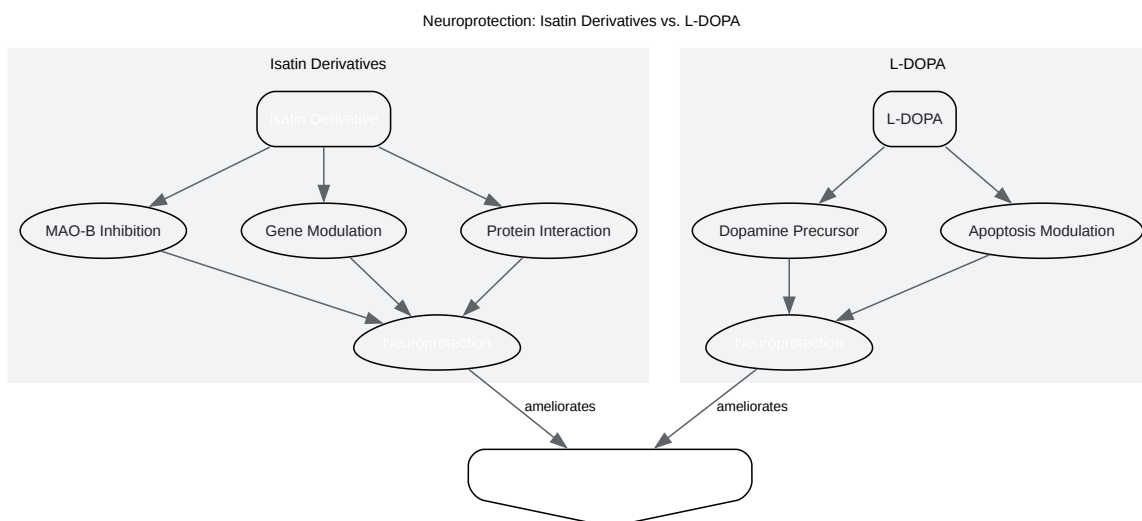 Neuroprotection: Isatin Derivatives vs. L-DOPA
Isatin Derivatives
L-DOPA
Isatin Derivative
L-DOPA
MAO-B Inhibition
Gene Modulation
Protein Interaction
Dopamine Precursor
Apoptosis Modulation
Neuroprotection
Neuroprotection
ameliorates
ameliorates